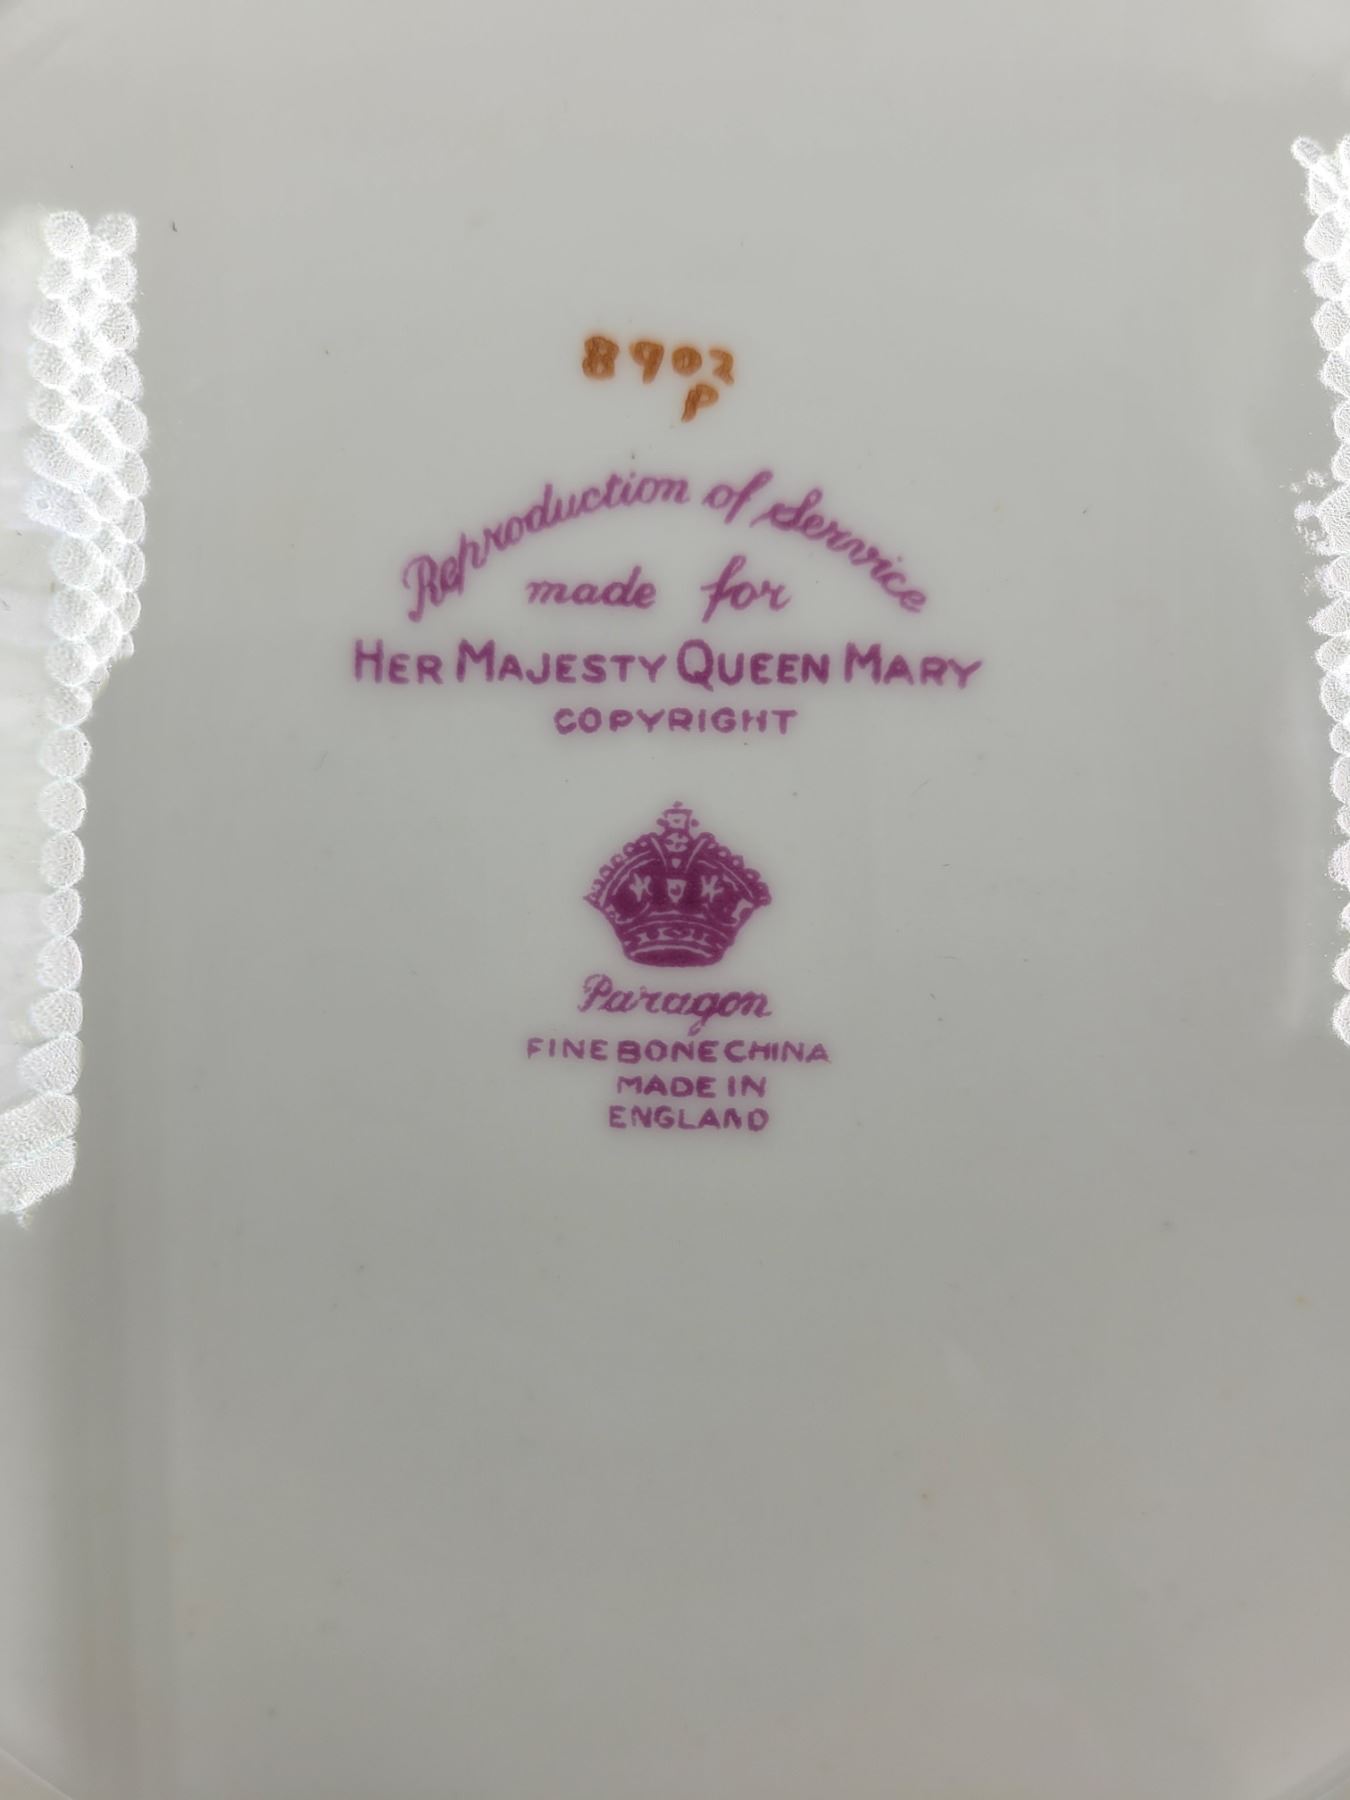 8902
P
Reproduction of Service
made for
HER MAJESTY QUEEN MARY
COPYRIGHT
Paragon
FINE BONE CHINA
MADE IN
ENGLAND